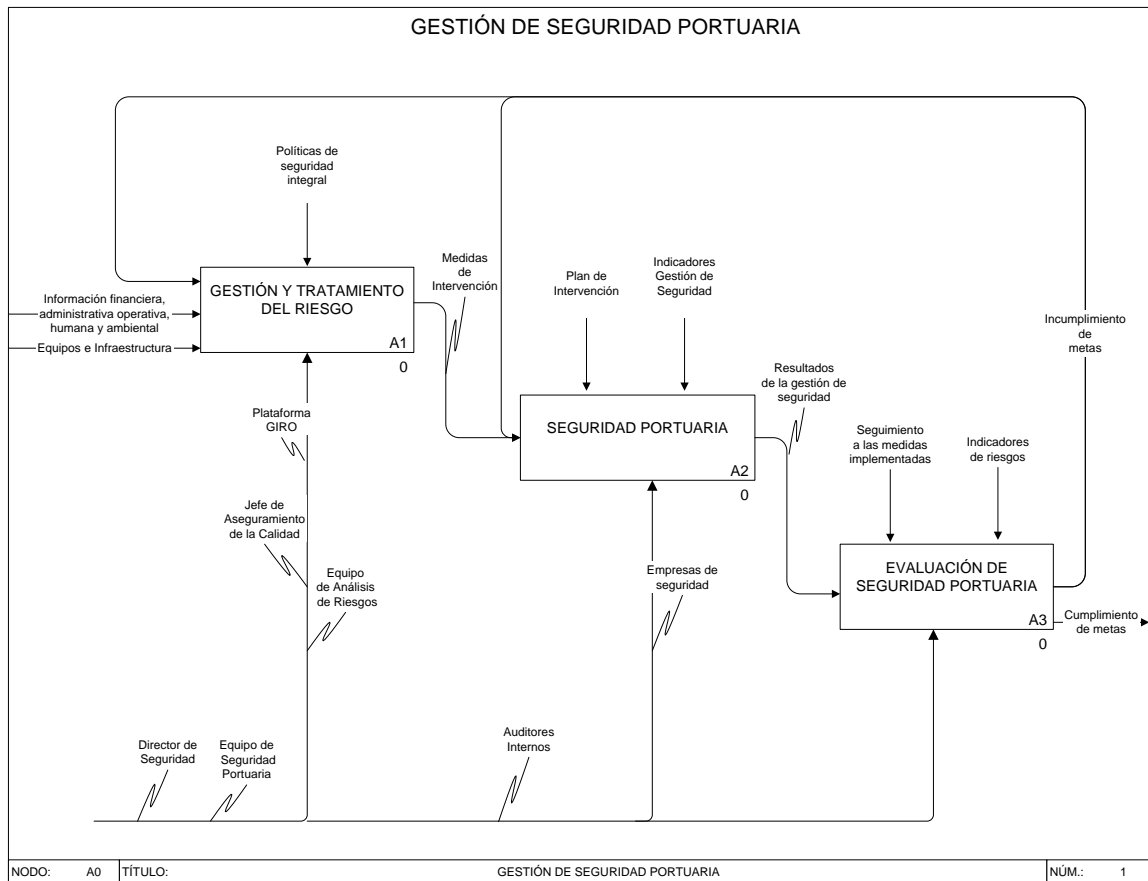 GESTIÓN DE SEGURIDAD PORTUARIA
Políticas de
seguridad
integral
Medidas
de
Intervención
GESTIÓN Y TRATAMIENTO
DEL RIESGO
A1
0
Información financiera,
administrativa operativa,
humana y ambiental
Equipos e Infraestructura
Plan de
Intervención
Indicadores
Gestión de
Seguridad
Incumplimiento
de
metas
Resultados
de la gestión de
seguridad
SEGURIDAD PORTUARIA
A2
0
Seguimiento
a las medidas
implementadas
Indicadores
de riesgos
Plataforma
GIRO
Jefe de
Aseguramiento
de la Calidad
Equipo
de Análisis
de Riesgos
Empresas de
seguridad
EVALUACIÓN DE
SEGURIDAD PORTUARIA
A3
0
Cumplimiento
de metas
Director de
Seguridad
Equipo de
Seguridad
Portuaria
Auditores
Internos
NODO: A0 TÍTULO: GESTIÓN DE SEGURIDAD PORTUARIA NÚM.: 1